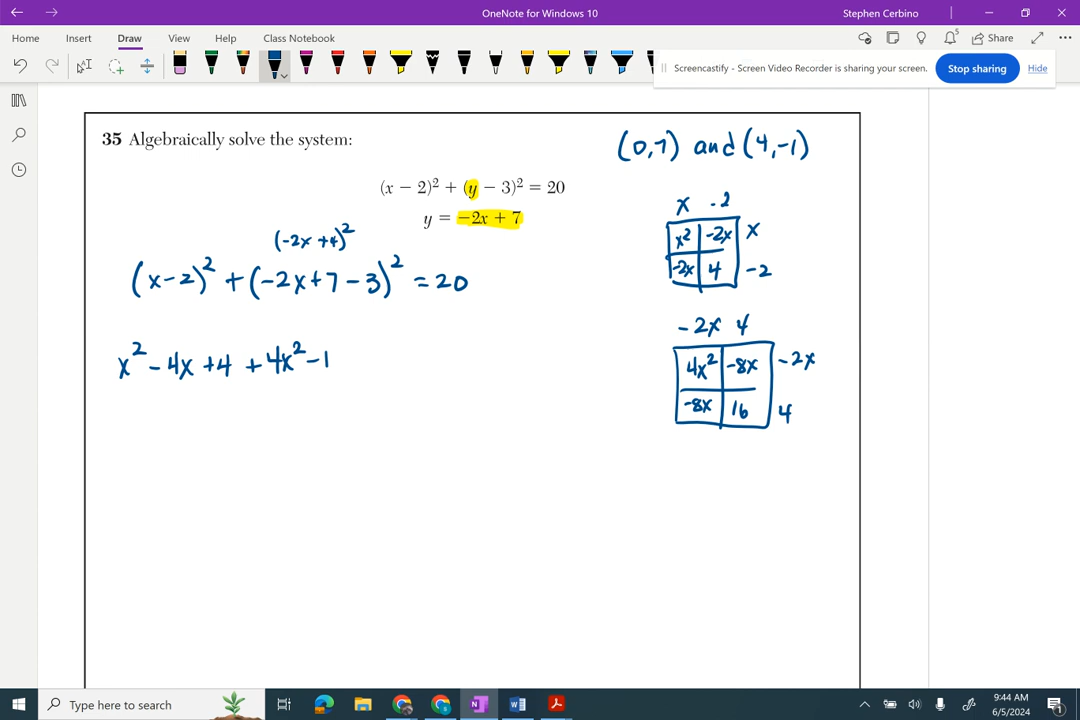 OneNote for Windows 10
Stephen Cerbino
Home Insert Draw View Help Class Notebook
5
Share
Screencastify - Screen Video Recorder is sharing your screen. Stop sharing Hide
35 Algebraically solve the system:
(0,7) and (4,-1)
(x − 2)² + (y − 3)² = 20
y = −2x + 7
x -2
x² -2x x
-2x 4 -2
(-2x+4)²
(x-2)² + (-2x+7-3)² = 20
-2x 4
4x² -8x -2x
-8x 16 4
x² - 4x + 4 + 4x² - 1
Type here to search
9:44 AM
6/5/2024
1